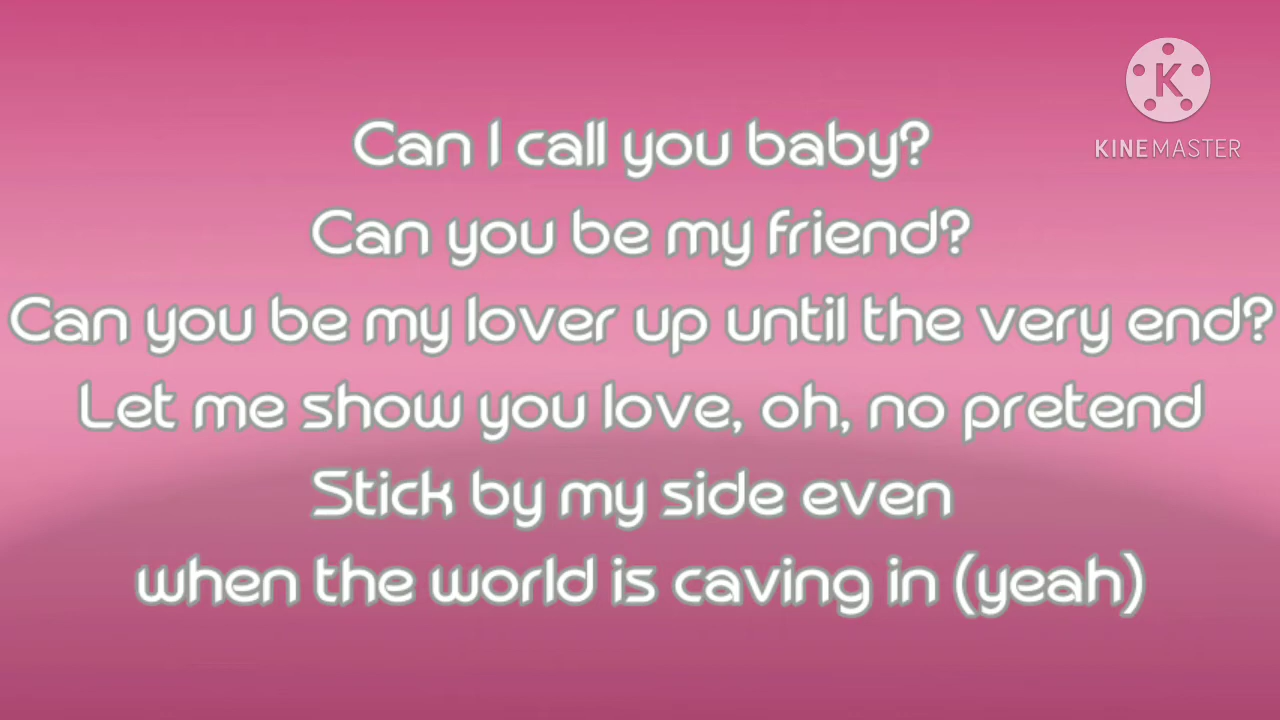 K
KINEMASTER
Can I call you baby?
Can you be my friend?
Can you be my lover up until the very end?
Let me show you love, oh, no pretend
Stick by my side even
when the world is caving in (yeah)